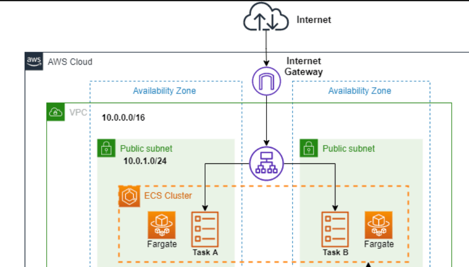 Internet
aws
AWS Cloud
Internet
Gateway
Availability Zone
Availability Zone
VPC
10.0.0.0/16
Public subnet
10.0.1.0/24
Public subnet
ECS Cluster
Fargate
Task A
Task B
Fargate